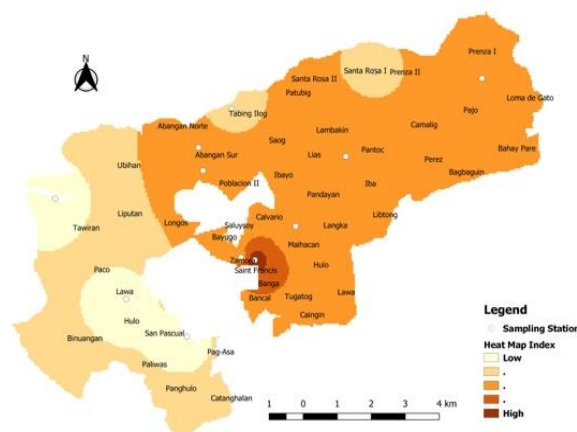 N
Prenza I
Santa Rosa I
Prenza II
Santa Rosa II
Patubig
Loma de Gato
Pajo
Tabing Ilog
Abangan Norte
Lambakin
Camalig
Saog
Bahay Pare
Abangan Sur
Lias
Pantoc
Perez
Ubihan
Ibayo
Bagbaguin
Poblacion II
Iba
Pandayan
Liputan
Calvario
Libtong
Longos
Saluysoy
Langka
Tawiran
Bayugo
Malhacan
Zamora
Hulo
Paco
Saint Francis
Banga
Lawa
Lawa
Bancal
Tugatog
Caingin
Hulo
San Pascual
Binuangan
Pag-Asa
Paliwas
Panghulo
Catanghalan
Legend
Sampling Station
Heat Map Index
Low
.
.
.
High
1 0 1 2 3 4 km